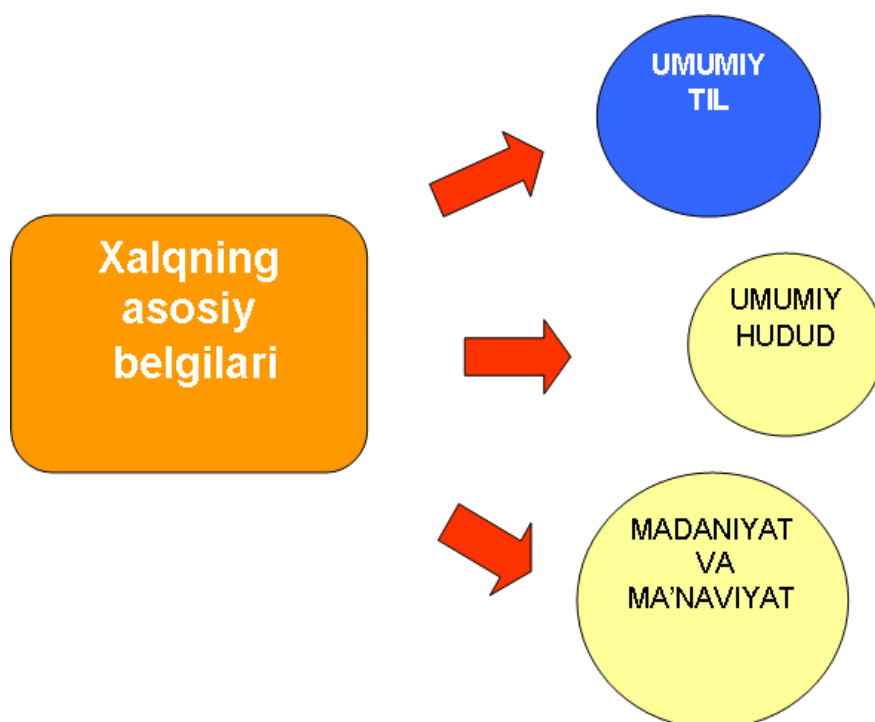 Xalqning
asosiy
belgilari
UMUMIY
TIL
UMUMIY
HUDUD
MADANIYAT
VA
MA’NAVIYAT